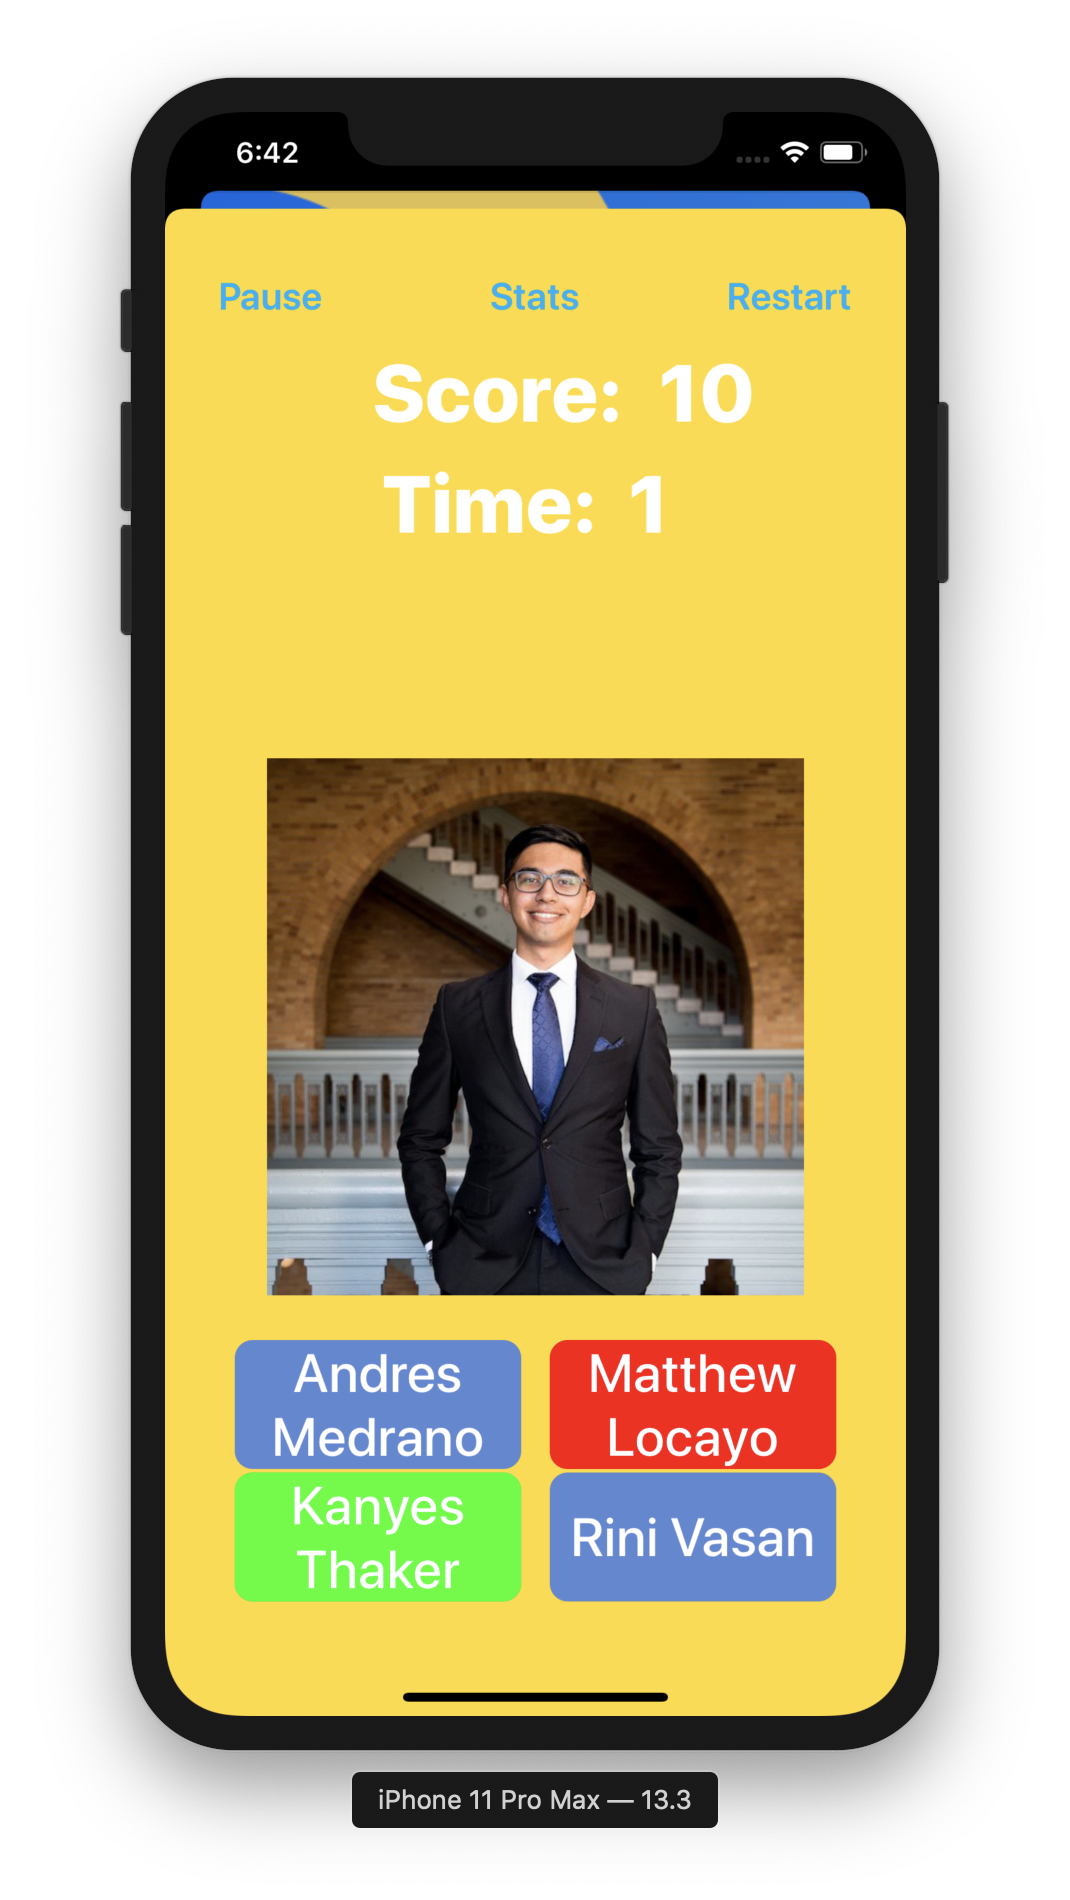 6:42
Pause Stats Restart
Score: 10
Time: 1
Andres
Medrano
Matthew
Locayo
Kanyes
Thaker
Rini Vasan
iPhone 11 Pro Max — 13.3